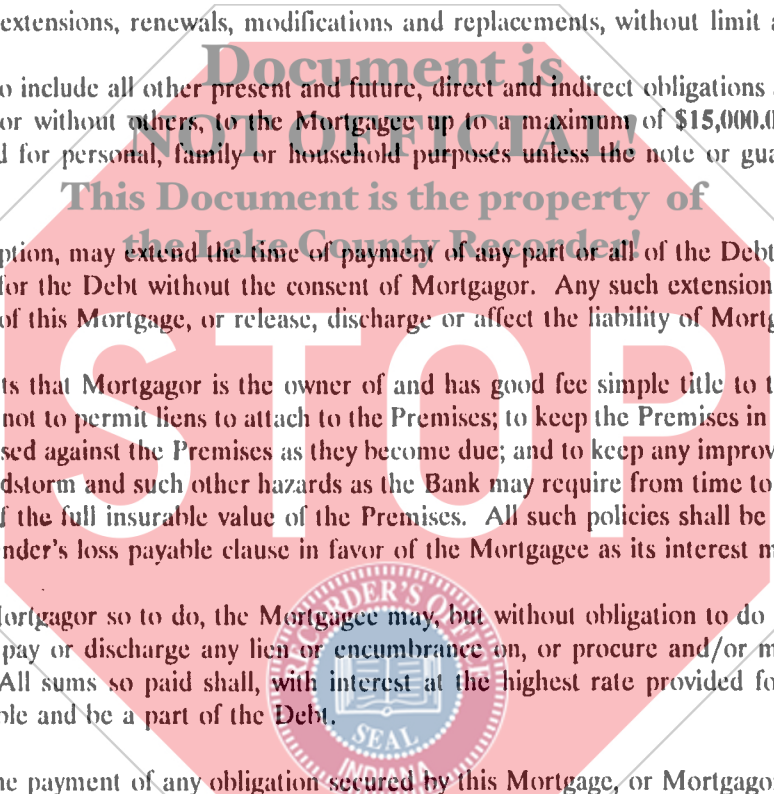 extensions, renewals, modifications and replacements, without limit
Document is
o include all other present and future, direct and indirect obligations
or without others, to the Mortgagee up to a maximum of $15,000.0
NOT OFFICIAL!
for personal, family or household purposes unless the note or gua
This Document is the property of
the Lake County Recorder!
ption, may extend the time of payment of any part or all of the Debt
for the Debt without the consent of Mortgagor. Any such extension
of this Mortgage, or release, discharge or affect the liability of Mortg
STOP
ts that Mortgagor is the owner of and has good fee simple title to t
not to permit liens to attach to the Premises; to keep the Premises in
sed against the Premises as they become due; and to keep any improv
dstorm and such other hazards as the Bank may require from time to
f the full insurable value of the Premises. All such policies shall be
nder's loss payable clause in favor of the Mortgagee as its interest m
RECORDER'S OFFICE
ortgagor so to do, the Mortgagee may, but without obligation to do
pay or discharge any lien or encumbrance on, or procure and/or m
All sums so paid shall, with interest at the highest rate provided fo
ble and be a part of the Debt.
SEAL
INDIANA
ne payment of any obligation secured by this Mortgage, or Mortgagor